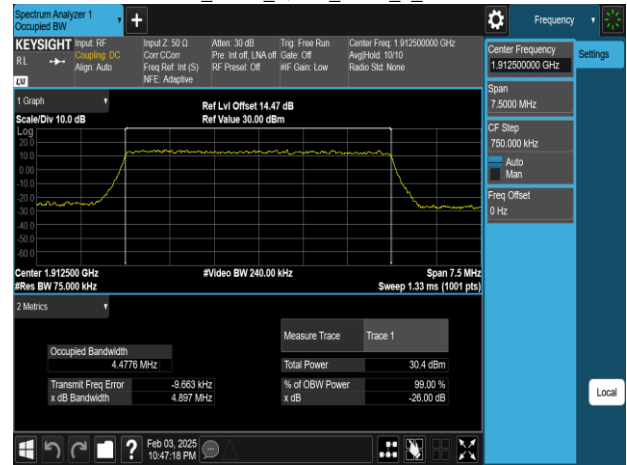 Spectrum Analyzer 1
Occupied BW
Frequency
KEYSIGHT
RL
LXI
Input: RF
Coupling: DC
Align: Auto
Input Z: 50 Ω
Corr CCorr
Freq Ref: Int (S)
NFE: Adaptive
Atten: 30 dB
Pre: Int off, LNA off
RF Presel: Off
Trig: Free Run
Gate: Off
#IF Gain: Low
Center Freq: 1.912500000 GHz
Avg|Hold: 10/10
Radio Std: None
Center Frequency
1.912500000 GHz
Settings
Span
7.5000 MHz
CF Step
750.000 kHz
Auto
Man
Freq Offset
0 Hz
1 Graph
Scale/Div 10.0 dB
Ref Lvl Offset 14.47 dB
Ref Value 30.00 dBm
Log
20.0
10.0
0.00
-10.0
-20.0
-30.0
-40.0
-50.0
-60.0
Center 1.912500 GHz
#Res BW 75.000 kHz
#Video BW 240.00 kHz
Span 7.5 MHz
Sweep 1.33 ms (1001 pts)
2 Metrics
Measure Trace Trace 1
Occupied Bandwidth
4.4776 MHz
Total Power 30.4 dBm
Transmit Freq Error -9.663 kHz
% of OBW Power 99.00 %
x dB Bandwidth 4.897 MHz
x dB -26.00 dB
Local
?
Feb 03, 2025
10:47:18 PM